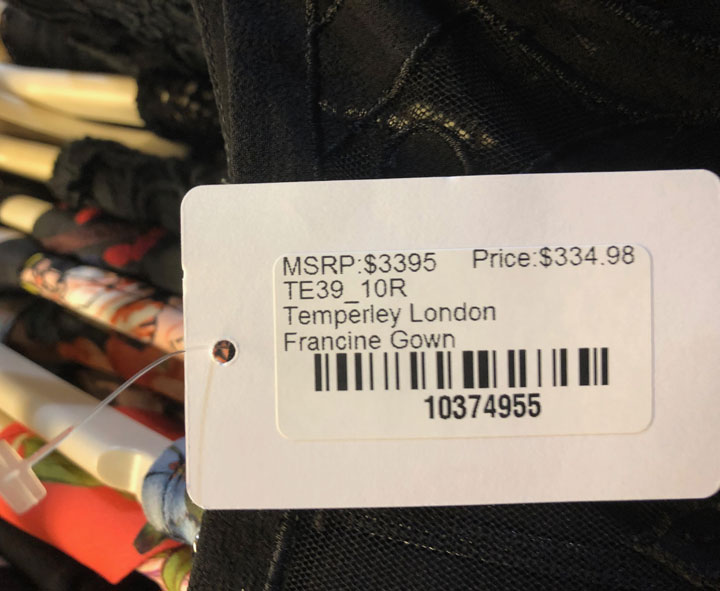 MSRP:$3395 Price:$334.98
TE39_10R
Temperley London
Francine Gown
10374955